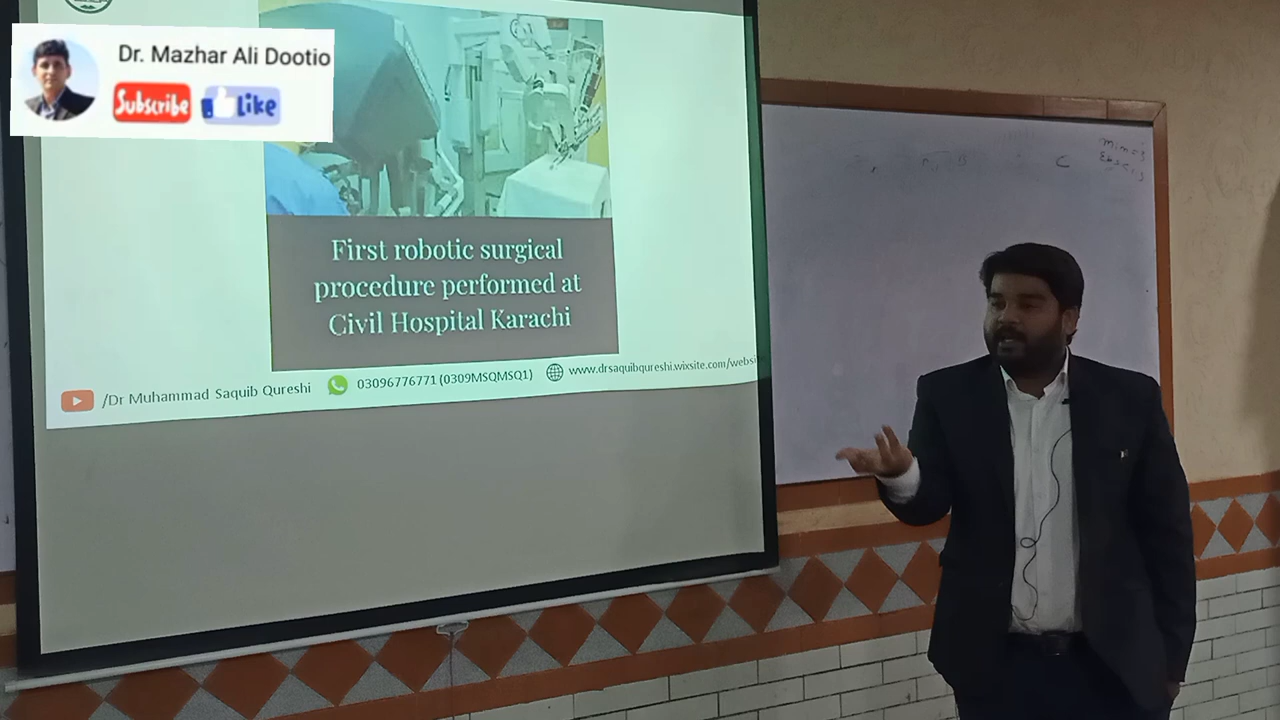 Dr. Mazhar Ali Dootio
Subscribe Like
First robotic surgical
procedure performed at
Civil Hospital Karachi
/Dr Muhammad Saquib Qureshi 03096776771 (0309MSQMSQ1) www.drsaquibqureshi.wixsite.com/websi
C